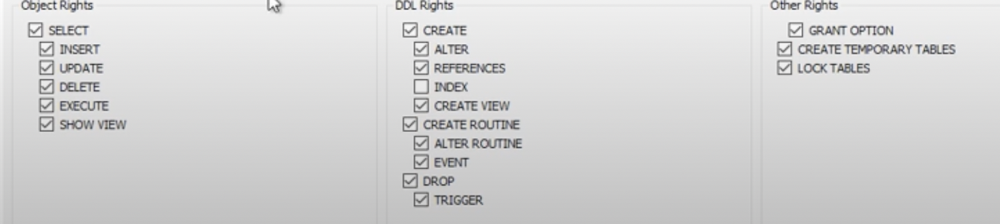 Object Rights
SELECT
INSERT
UPDATE
DELETE
EXECUTE
SHOW VIEW
DDL Rights
CREATE
ALTER
REFERENCES
INDEX
CREATE VIEW
CREATE ROUTINE
ALTER ROUTINE
EVENT
DROP
TRIGGER
Other Rights
GRANT OPTION
CREATE TEMPORARY TABLES
LOCK TABLES